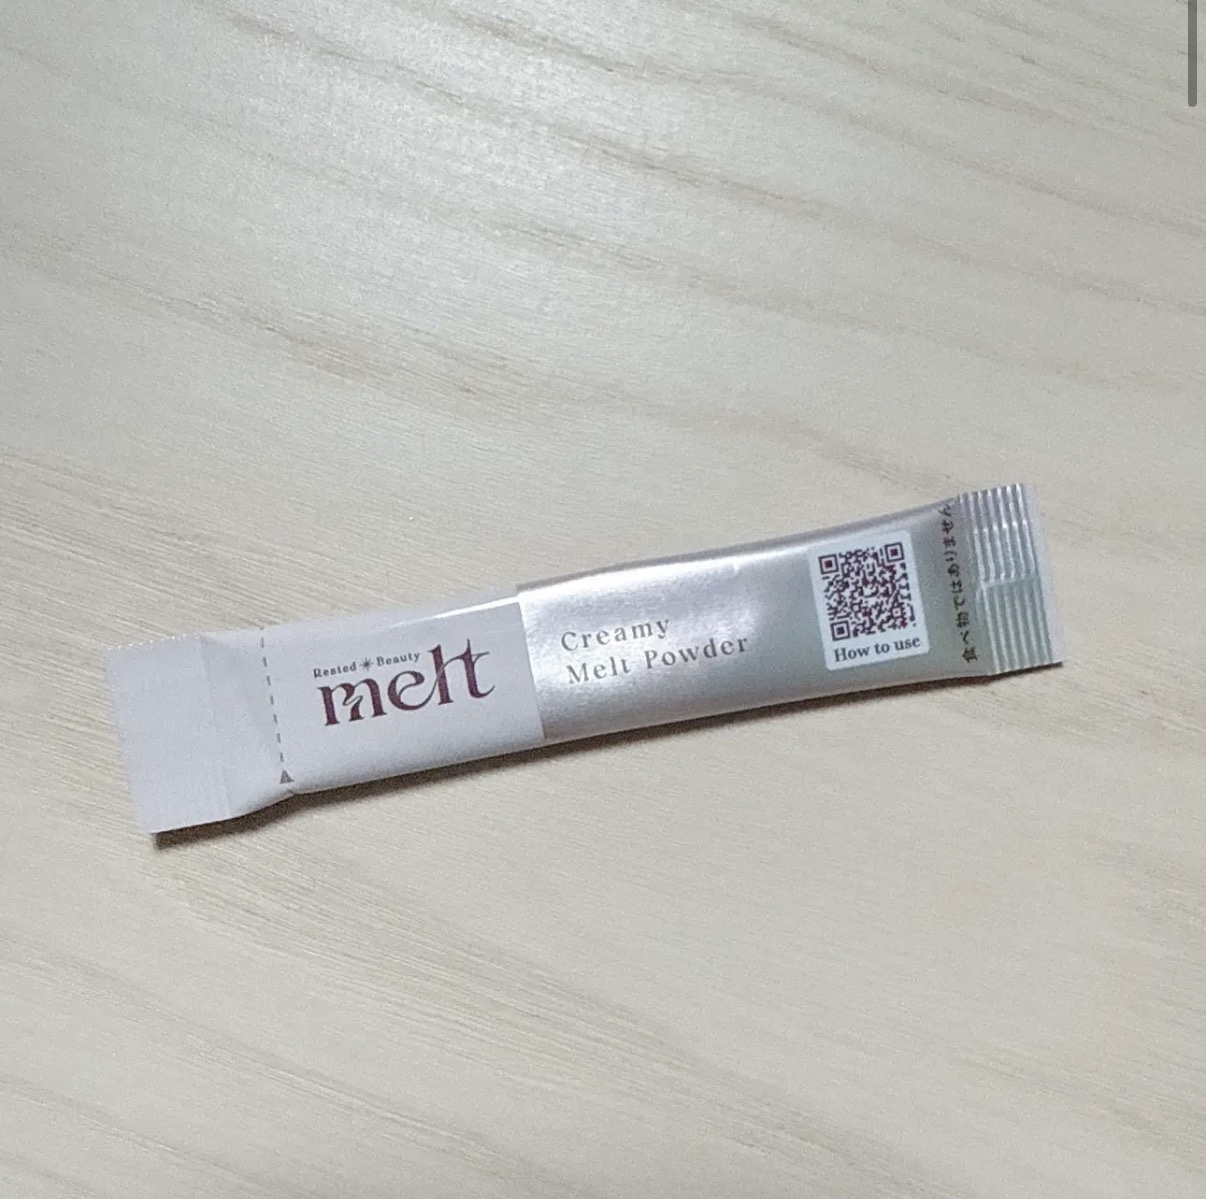 Rested Beauty
melt
Creamy
Melt Powder
How to use
食べ物ではありません